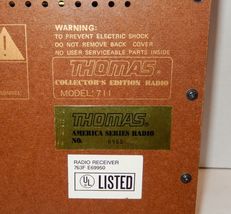 WARNING:
TO PREVENT ELECTRIC SHOCK,
DO NOT REMOVE BACK COVER
NO USER SERVICEABLE PARTS INSIDE
THOMAS
COLLECTOR'S EDITION RADIO
MODEL: 711
THOMAS
AMERICA SERIES RADIO
NO.
RADIO RECEIVER
763F E69950
UL LISTED